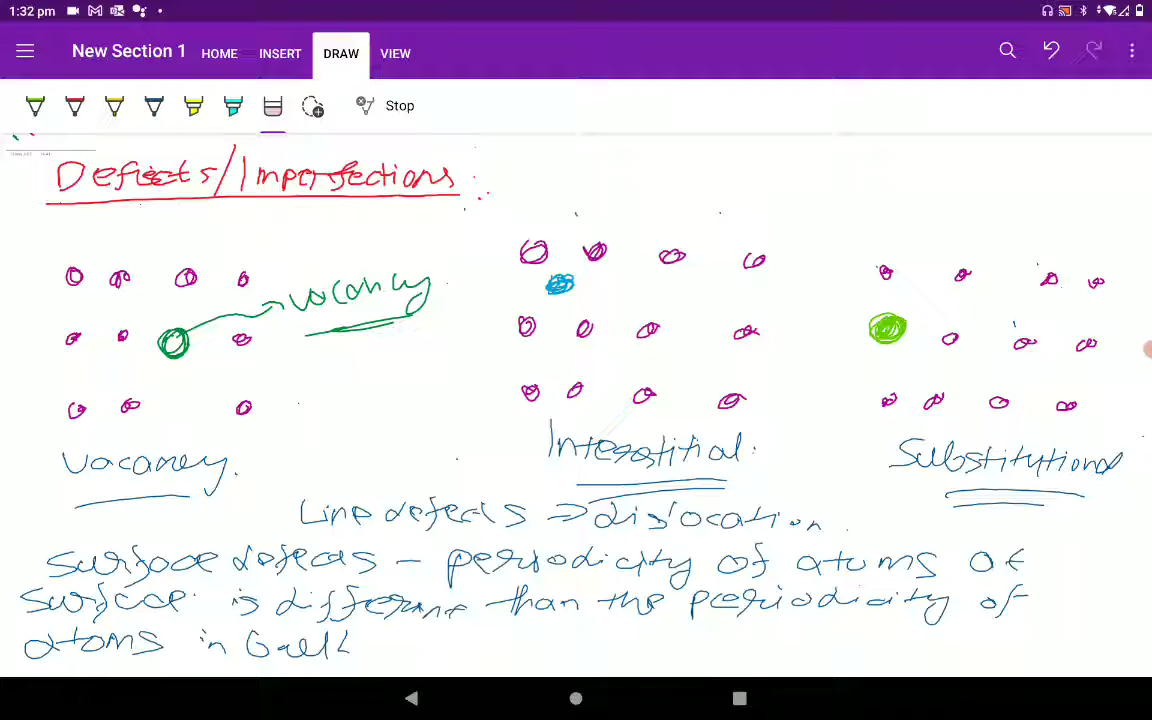 1:32 pm
New Section 1 HOME INSERT DRAW VIEW
Stop
Defects/Imperfections
vacancy
vacancy.
Interstitial
Substitutional
Line defects ⇒ dislocation
Surface defects - periodicity of atoms of
surface is different than the periodicity of
atoms in bulk